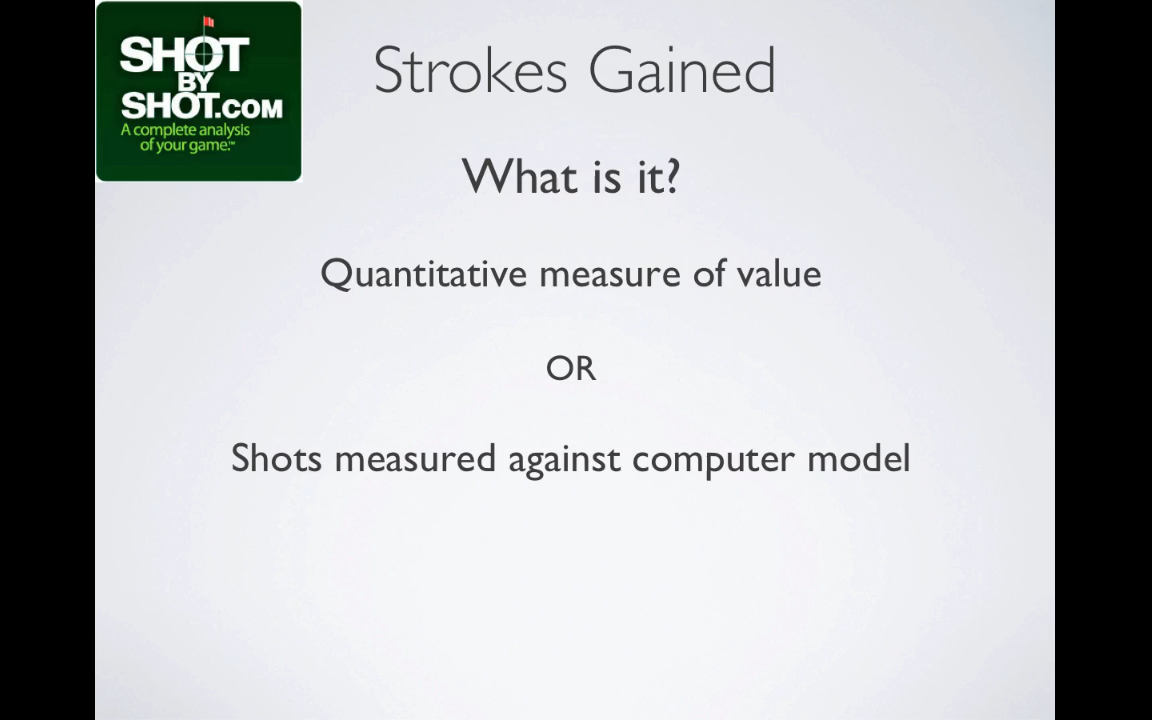 SHOT
BY
SHOT.COM
A complete analysis
of your game.™
Strokes Gained
What is it?
Quantitative measure of value
OR
Shots measured against computer model